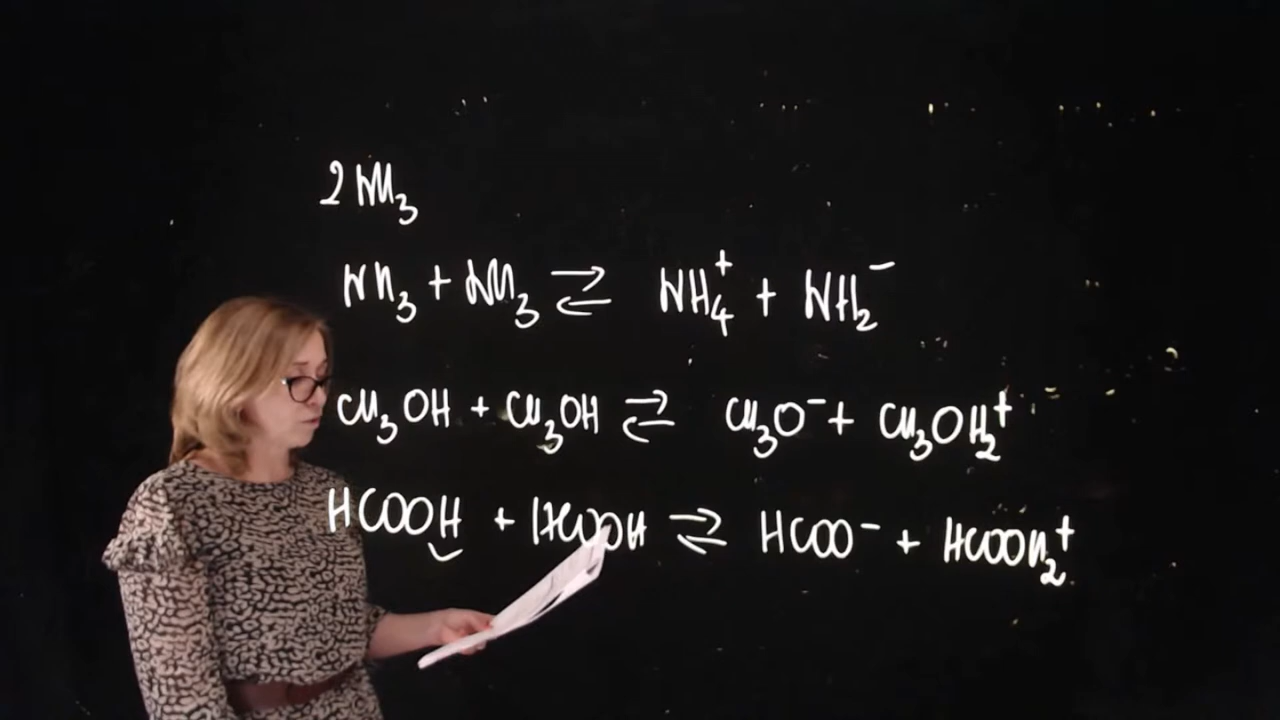 2 NH₃
NH₃ + NH₃ ⇄ NH₄⁺ + NH₂⁻
CH₃OH + CH₃OH ⇄ CH₃O⁻ + CH₃OH₂⁺
HCOOH + HCOOH ⇄ HCOO⁻ + HCOOH₂⁺